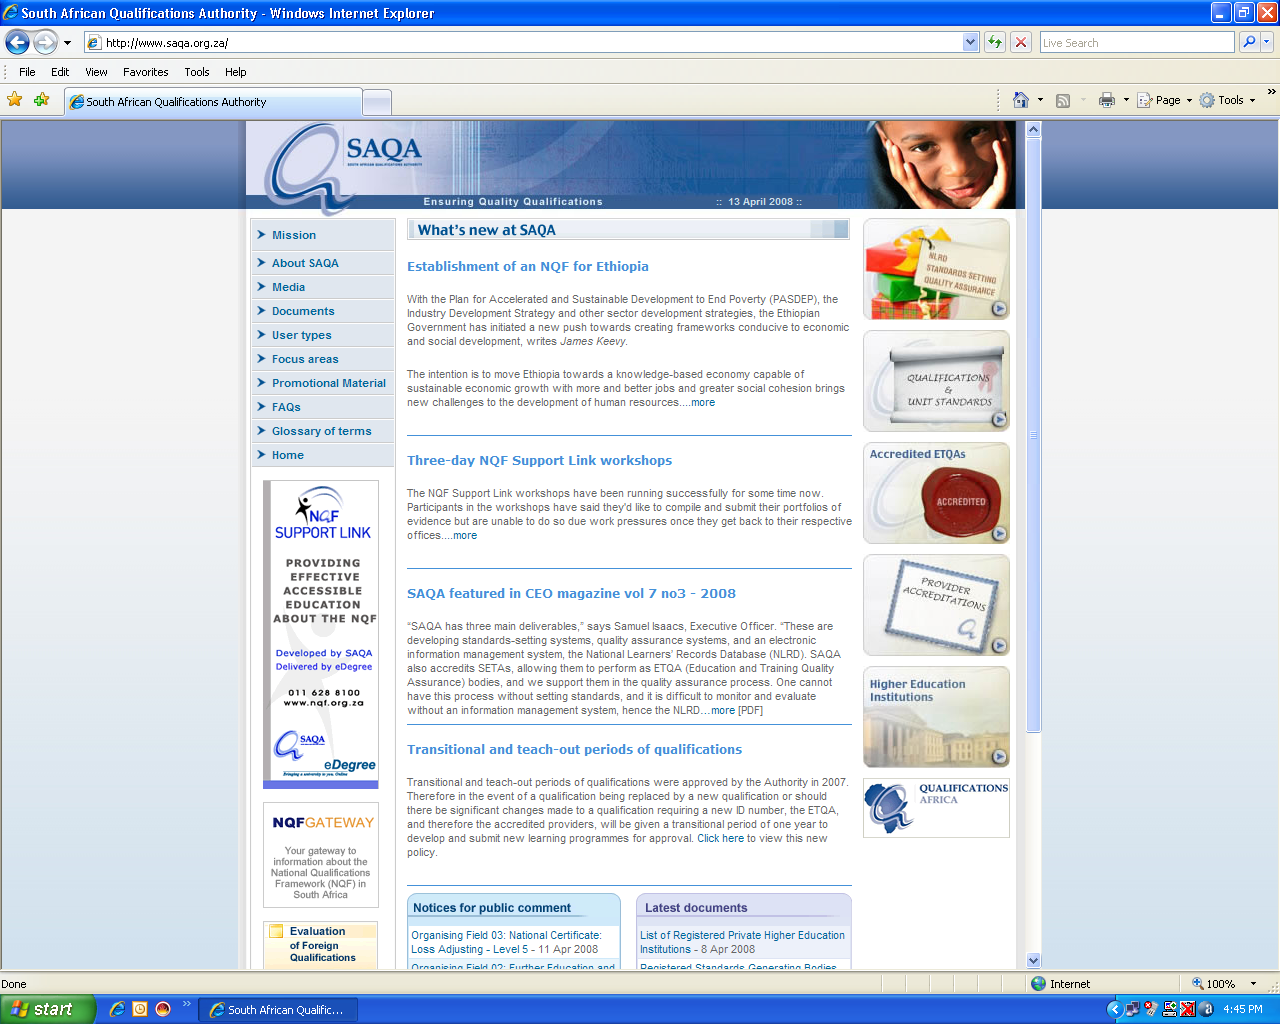 South African Qualifications Authority - Windows Internet Explorer
http://www.saqa.org.za/
Live Search
File Edit View Favorites Tools Help
South African Qualifications Authority
Page Tools
SAQA
SOUTH AFRICAN QUALIFICATIONS AUTHORITY
Ensuring Quality Qualifications
:: 13 April 2008 ::
Mission
About SAQA
Media
Documents
User types
Focus areas
Promotional Material
FAQs
Glossary of terms
Home
NQF
SUPPORT LINK
PROVIDING
EFFECTIVE
ACCESSIBLE
EDUCATION
ABOUT THE NQF
Developed by SAQA
Delivered by eDegree
011 628 8100
www.nqf.org.za
SAQA
eDegree
Bringing a university to you. Online
NQFGATEWAY
Your gateway to
information about the
National Qualifications
Framework (NQF) in
South Africa
Evaluation
of Foreign
Qualifications
What's new at SAQA
Establishment of an NQF for Ethiopia
With the Plan for Accelerated and Sustainable Development to End Poverty (PASDEP), the
Industry Development Strategy and other sector development strategies, the Ethiopian
Government has initiated a new push towards creating frameworks conducive to economic
and social development, writes James Keevy.
The intention is to move Ethiopia towards a knowledge-based economy capable of
sustainable economic growth with more and better jobs and greater social cohesion brings
new challenges to the development of human resources....more
Three-day NQF Support Link workshops
The NQF Support Link workshops have been running successfully for some time now.
Participants in the workshops have said they'd like to compile and submit their portfolios of
evidence but are unable to do so due work pressures once they get back to their respective
offices....more
SAQA featured in CEO magazine vol 7 no3 - 2008
“SAQA has three main deliverables,” says Samuel Isaacs, Executive Officer. “These are
developing standards-setting systems, quality assurance systems, and an electronic
information management system, the National Learners' Records Database (NLRD). SAQA
also accredits SETAs, allowing them to perform as ETQA (Education and Training Quality
Assurance) bodies, and we support them in the quality assurance process. One cannot
have this process without setting standards, and it is difficult to monitor and evaluate
without an information management system, hence the NLRD...more [PDF]
Transitional and teach-out periods of qualifications
Transitional and teach-out periods of qualifications were approved by the Authority in 2007.
Therefore in the event of a qualification being replaced by a new qualification or should
there be significant changes made to a qualification requiring a new ID number, the ETQA,
and therefore the accredited providers, will be given a transitional period of one year to
develop and submit new learning programmes for approval. Click here to view this new
policy.
Notices for public comment
Organising Field 03: National Certificate:
Loss Adjusting - Level 5 - 11 Apr 2008
Organising Field 02: Further Education and
Latest documents
List of Registered Private Higher Education
Institutions - 8 Apr 2008
Registered Standards Generating Bodies
NLRD
STANDARDS SETTING
QUALITY ASSURANCE
QUALIFICATIONS
&
UNIT STANDARDS
Accredited ETQAs
ACCREDITED
PROVIDER
ACCREDITATIONS
Higher Education
Institutions
QUALIFICATIONS
AFRICA
Done
Internet
100%
start
South African Qualific...
4:45 PM